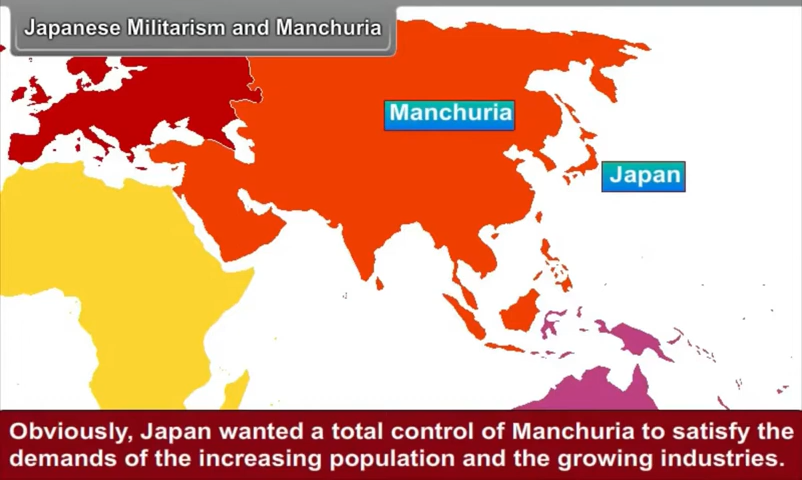 Japanese Militarism and Manchuria
Manchuria
Japan
Obviously, Japan wanted a total control of Manchuria to satisfy the
demands of the increasing population and the growing industries.